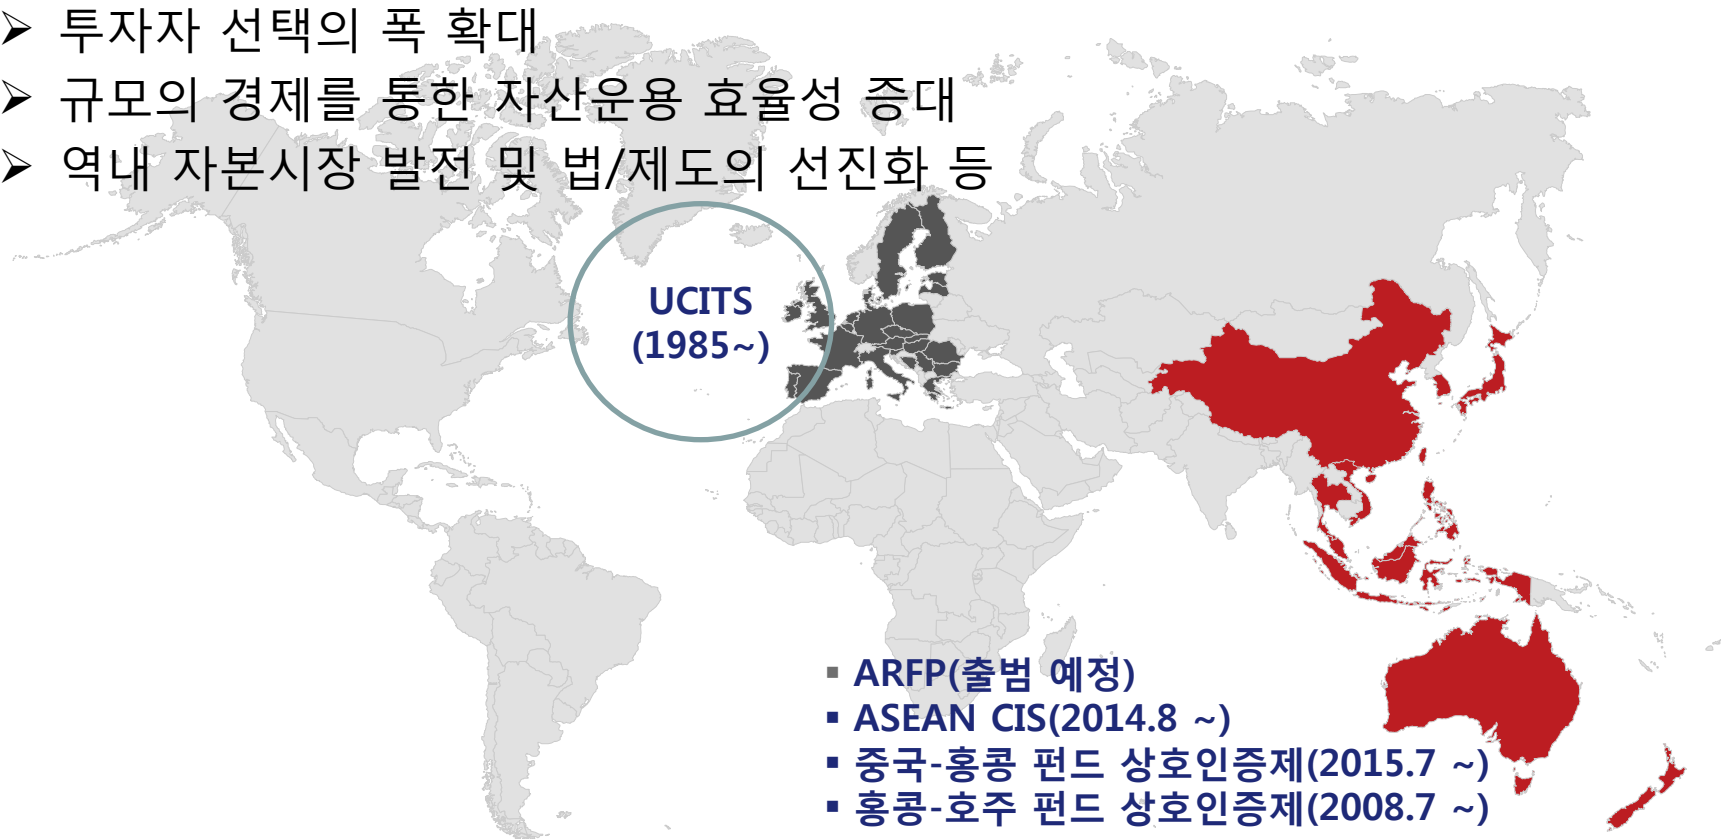 ➢ 투자자 선택의 폭 확대
➢ 규모의 경제를 통한 자산운용 효율성 증대
➢ 역내 자본시장 발전 및 법/제도의 선진화 등
UCITS
(1985~)
▪ ARFP(출범 예정)
▪ ASEAN CIS(2014.8 ~)
▪ 중국-홍콩 펀드 상호인증제(2015.7 ~)
▪ 홍콩-호주 펀드 상호인증제(2008.7 ~)